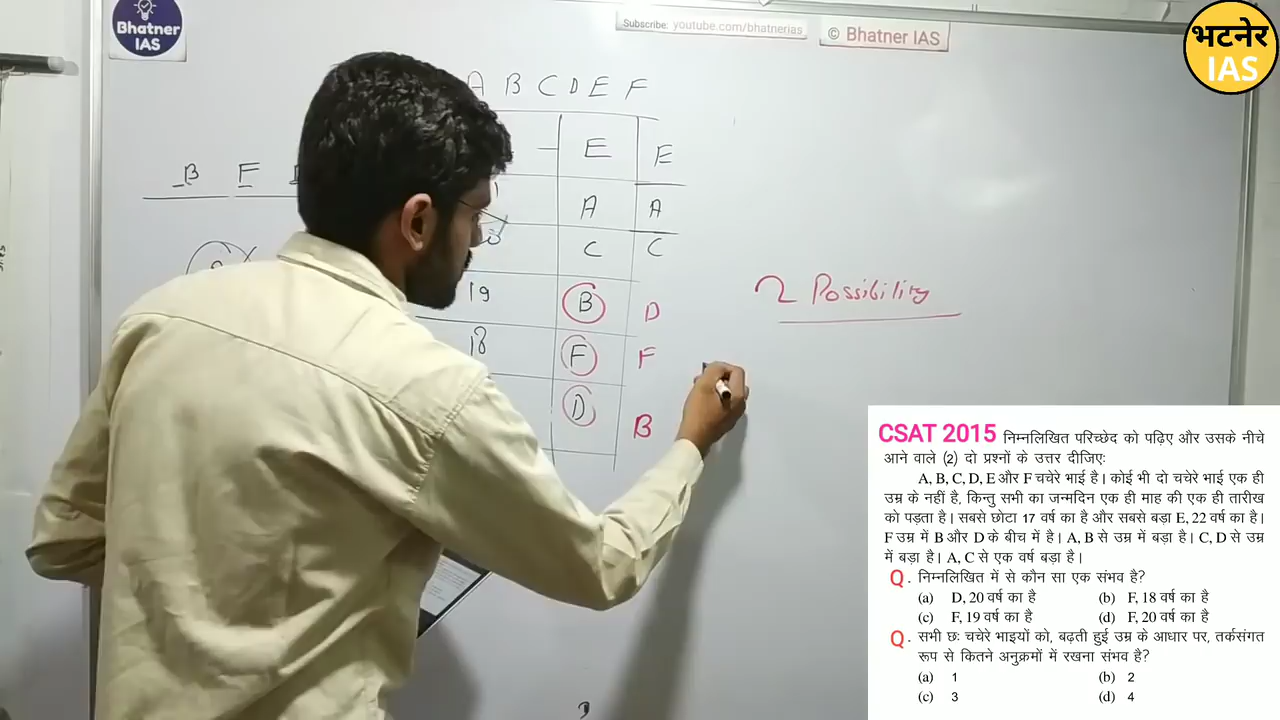 Bhatner
IAS
Subscribe: youtube.com/bhatnerias
© Bhatner IAS
भटनेर
IAS
A B C D E F
B F
E E
A A
C C
19 B D
18 F F
D B
2 Possibility
CSAT 2015 निम्नलिखित परिच्छेद को पढ़िए और उसके नीचे
आने वाले (2) दो प्रश्नों के उत्तर दीजिएः
A, B, C, D, E और F चचेरे भाई है। कोई भी दो चचेरे भाई एक ही
उम्र के नहीं है, किन्तु सभी का जन्मदिन एक ही माह की एक ही तारीख
को पड़ता है। सबसे छोटा 17 वर्ष का है और सबसे बड़ा E, 22 वर्ष का है।
F उम्र में B और D के बीच में है। A, B से उम्र में बड़ा है। C, D से उम्र
में बड़ा है। A, C से एक वर्ष बड़ा है।
Q. निम्नलिखित में से कौन सा एक संभव है?
(a) D, 20 वर्ष का है (b) F, 18 वर्ष का है
(c) F, 19 वर्ष का है (d) F, 20 वर्ष का है
Q. सभी छः चचेरे भाइयों को, बढ़ती हुई उम्र के आधार पर, तर्कसंगत
रूप से कितने अनुक्रमों में रखना संभव है?
(a) 1 (b) 2
(c) 3 (d) 4